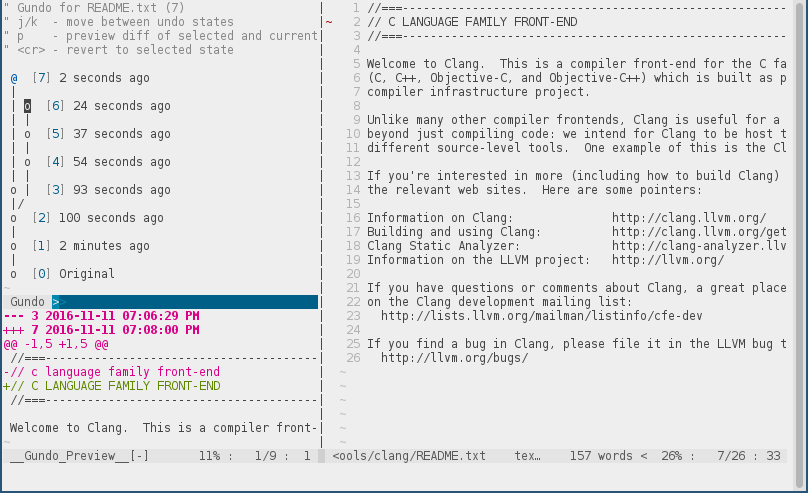 " Gundo for README.txt (7)
" j/k  - move between undo states
" p    - preview diff of selected and current
" <cr> - revert to selected state
@  [7] 2 seconds ago
|
| o  [6] 24 seconds ago
| |
| o  [5] 37 seconds ago
| |
| o  [4] 54 seconds ago
| |
o |  [3] 93 seconds ago
|/
o  [2] 100 seconds ago
|
o  [1] 2 minutes ago
|
o  [0] Original
~
Gundo >>
--- 3 2016-11-11 07:06:29 PM
+++ 7 2016-11-11 07:08:00 PM
@@ -1,5 +1,5 @@
 //===---------------------------------------
-// c language family front-end
+// C LANGUAGE FAMILY FRONT-END
 //===---------------------------------------

 Welcome to Clang.  This is a compiler front-
~
__Gundo_Preview__[-]       11% :   1/9 :  1
1 //===-------------------------------------------------------
~ 2 // C LANGUAGE FAMILY FRONT-END
3 //===-------------------------------------------------------
4
5 Welcome to Clang.  This is a compiler front-end for the C fa
6 (C, C++, Objective-C, and Objective-C++) which is built as p
7 compiler infrastructure project.
8
9 Unlike many other compiler frontends, Clang is useful for a
10 beyond just compiling code: we intend for Clang to be host t
11 different source-level tools.  One example of this is the Cl
12
13 If you're interested in more (including how to build Clang)
14 the relevant web sites.  Here are some pointers:
15
16 Information on Clang:              http://clang.llvm.org/
17 Building and using Clang:          http://clang.llvm.org/get
18 Clang Static Analyzer:             http://clang-analyzer.llv
19 Information on the LLVM project:   http://llvm.org/
20
21 If you have questions or comments about Clang, a great place
22 on the Clang development mailing list:
23   http://lists.llvm.org/mailman/listinfo/cfe-dev
24
25 If you find a bug in Clang, please file it in the LLVM bug t
26   http://llvm.org/bugs/
~
~
~
~
~
~
<ools/clang/README.txt    tex…    157 words <  26% :   7/26 : 33